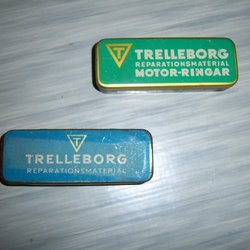 T
TRELLEBORG
REPARATIONSMATERIAL
MOTOR-RINGAR
T
TRELLEBORG
REPARATIONSMATERIAL